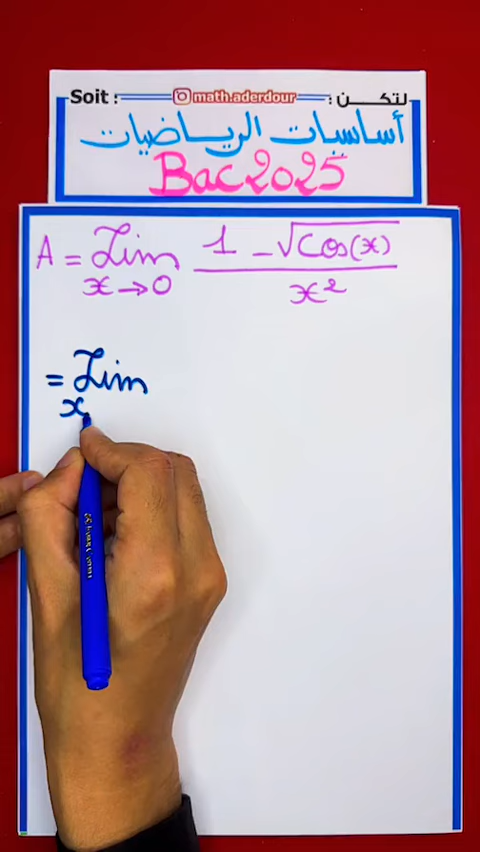 Soit : math.aderdour لتكن :
أساسيات الرياضيات
Bac2025
A = Lim x→0 (1 - √Cos(x)) / x²
= Lim x